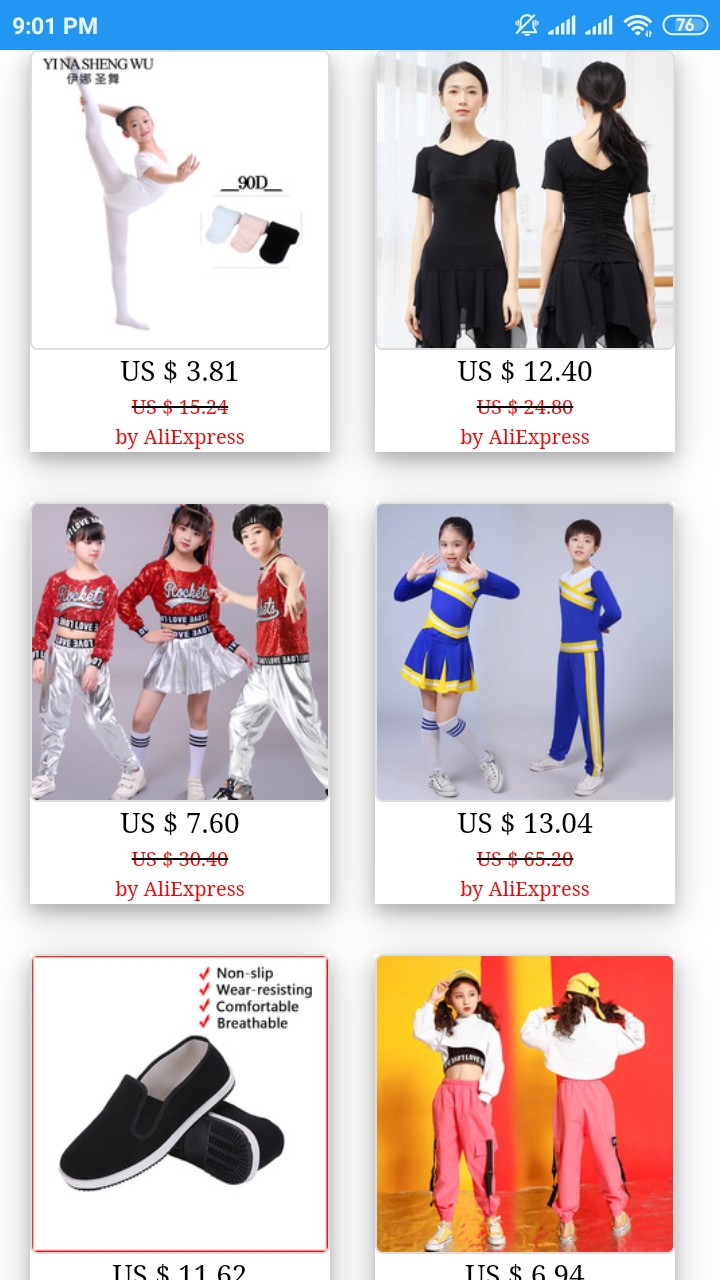 9:01 PM
76
YI NA SHENG WU
伊娜 圣舞
90D
US $ 3.81
US $ 15.24
by AliExpress
US $ 12.40
US $ 24.80
by AliExpress
Rockets
Rockets
US $ 7.60
US $ 30.40
by AliExpress
US $ 13.04
US $ 65.20
by AliExpress
Non-slip
Wear-resisting
Comfortable
Breathable
US $ 11.62
US $ 6.94